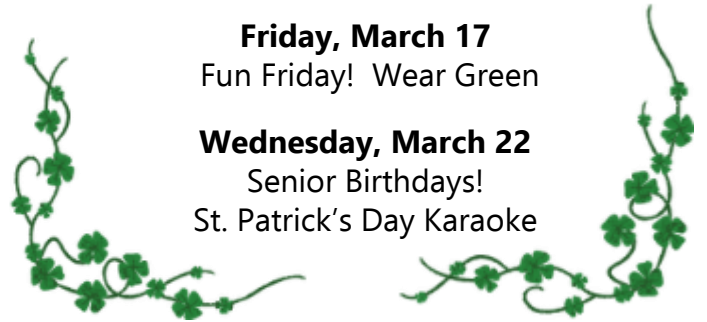 Friday, March 17
Fun Friday!  Wear Green
Wednesday, March 22
Senior Birthdays!
St. Patrick’s Day Karaoke